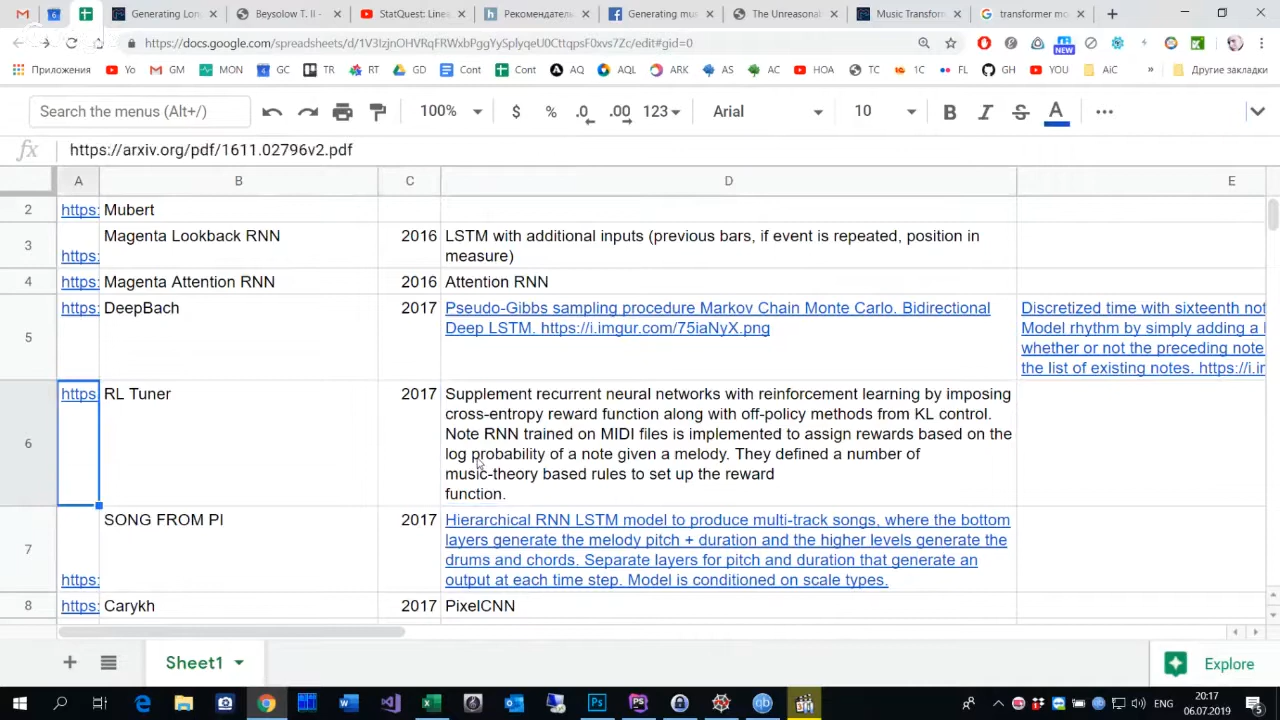 Generating Lon
Beysolow T. II -
StatQuest: Line
Рекомендатель
Generating mus
The Unreasona
Music Transfor
transformer mo
https://docs.google.com/spreadsheets/d/1V3IzjnOHVRqFRWxbPggYySplyqeU0CttqpsF0xvs7Zc/edit#gid=0
NEW
Приложения
Yo
GM
MON
GC
TR
RT
GD
Cont
Cont
AQ
AQL
ARK
AS
AC
HOA
TC
1C
FL
GH
YOU
AiC
»
Другие закладки
Search the menus (Alt+/)
100%
$
%
.0
.00
123
Arial
10
B
I
S
A
fx
https://arxiv.org/pdf/1611.02796v2.pdf
A B C D E
2 https: Mubert
3 https: Magenta Lookback RNN 2016 LSTM with additional inputs (previous bars, if event is repeated, position in
measure)
4 https: Magenta Attention RNN 2016 Attention RNN
5 https: DeepBach 2017 Pseudo-Gibbs sampling procedure Markov Chain Monte Carlo. Bidirectional
Deep LSTM. https://i.imgur.com/75iaNyX.png
Discretized time with sixteenth not
Model rhythm by simply adding a
whether or not the preceding note
the list of existing notes. https://i.i
6 https: RL Tuner 2017 Supplement recurrent neural networks with reinforcement learning by imposing
cross-entropy reward function along with off-policy methods from KL control.
Note RNN trained on MIDI files is implemented to assign rewards based on the
log probability of a note given a melody. They defined a number of
music-theory based rules to set up the reward
function.
7 https: SONG FROM PI 2017 Hierarchical RNN LSTM model to produce multi-track songs, where the bottom
layers generate the melody pitch + duration and the higher levels generate the
drums and chords. Separate layers for pitch and duration that generate an
output at each time step. Model is conditioned on scale types.
8 https: Carykh 2017 PixelCNN
Sheet1
Explore
ENG
20:17
06.07.2019
5